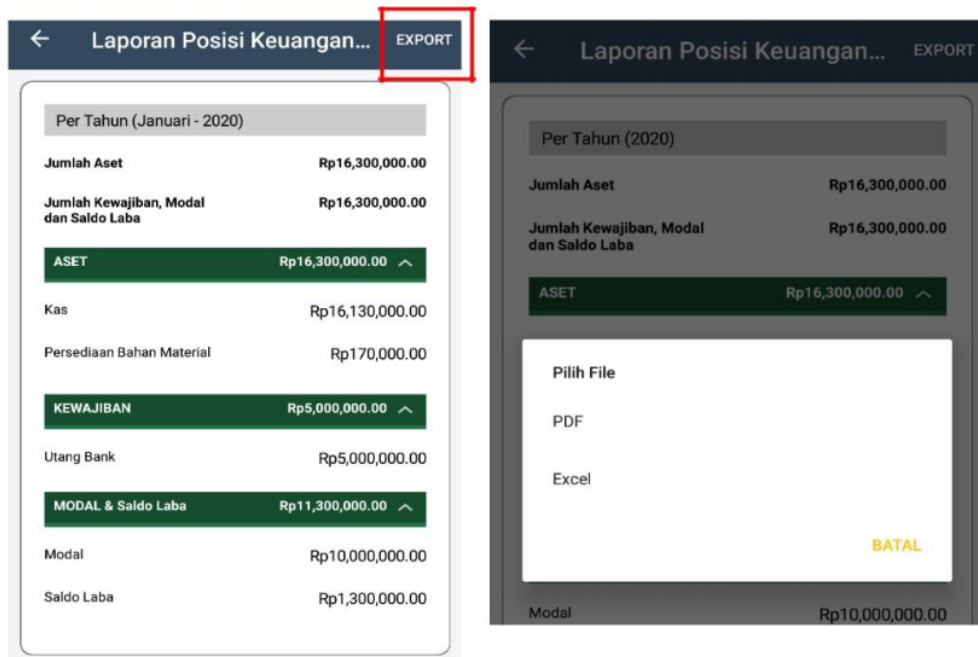 Laporan Posisi Keuangan... EXPORT
Per Tahun (Januari - 2020)
Jumlah Aset Rp16,300,000.00
Jumlah Kewajiban, Modal Rp16,300,000.00
dan Saldo Laba
ASET Rp16,300,000.00
Kas Rp16,130,000.00
Persediaan Bahan Material Rp170,000.00
KEWAJIBAN Rp5,000,000.00
Utang Bank Rp5,000,000.00
MODAL & Saldo Laba Rp11,300,000.00
Modal Rp10,000,000.00
Saldo Laba Rp1,300,000.00
Laporan Posisi Keuangan... EXPORT
Per Tahun (2020)
Jumlah Aset Rp16,300,000.00
Jumlah Kewajiban, Modal Rp16,300,000.00
dan Saldo Laba
ASET Rp16,300,000.00
Pilih File
PDF
Excel
BATAL
Modal Rp10,000,000.00